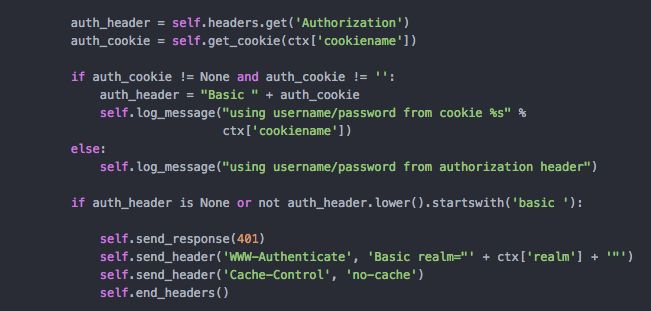 auth_header = self.headers.get('Authorization')
auth_cookie = self.get_cookie(ctx['cookiename'])
if auth_cookie != None and auth_cookie != '':
auth_header = "Basic " + auth_cookie
self.log_message("using username/password from cookie %s" %
ctx['cookiename'])
else:
self.log_message("using username/password from authorization header")
if auth_header is None or not auth_header.lower().startswith('basic '):
self.send_response(401)
self.send_header('WWW-Authenticate', 'Basic realm="' + ctx['realm'] + '"')
self.send_header('Cache-Control', 'no-cache')
self.end_headers()